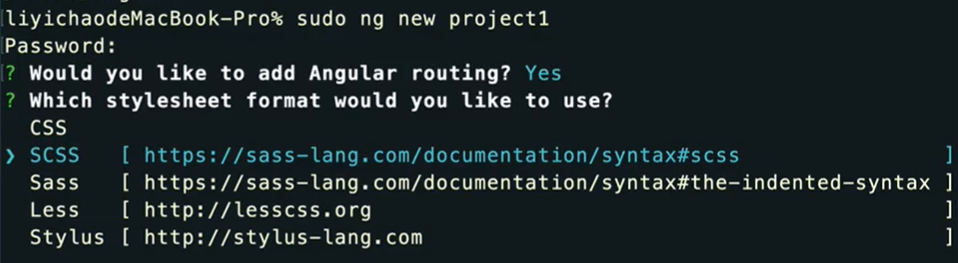 liyichaodeMacBook-Pro% sudo ng new project1
Password:
? Would you like to add Angular routing? Yes
? Which stylesheet format would you like to use?
CSS
❯ SCSS   [ https://sass-lang.com/documentation/syntax#scss                ]
Sass   [ https://sass-lang.com/documentation/syntax#the-indented-syntax ]
Less   [ http://lesscss.org                                             ]
Stylus [ http://stylus-lang.com                                         ]